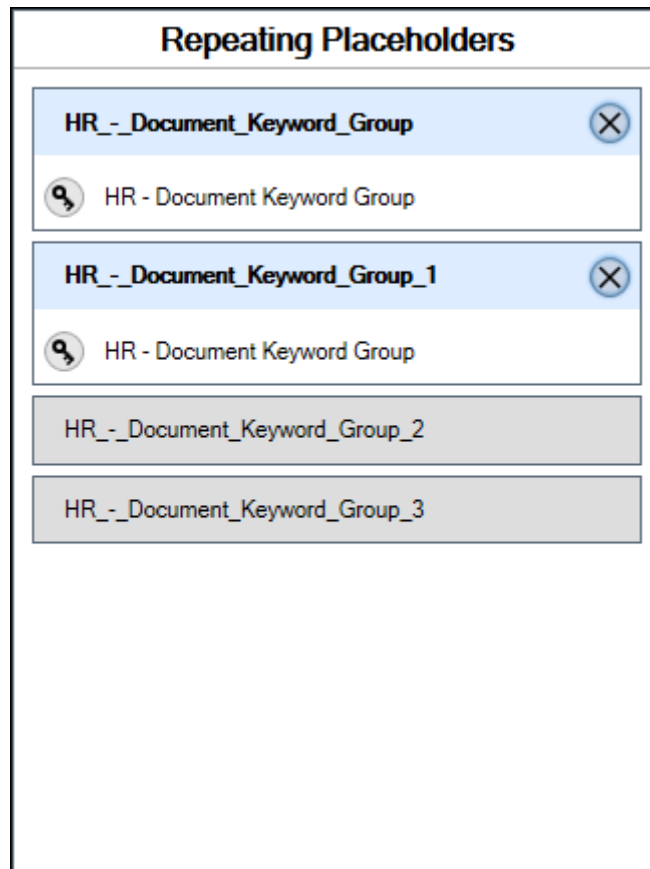 Repeating Placeholders
HR_-_Document_Keyword_Group
HR - Document Keyword Group
HR_-_Document_Keyword_Group_1
HR - Document Keyword Group
HR_-_Document_Keyword_Group_2
HR_-_Document_Keyword_Group_3